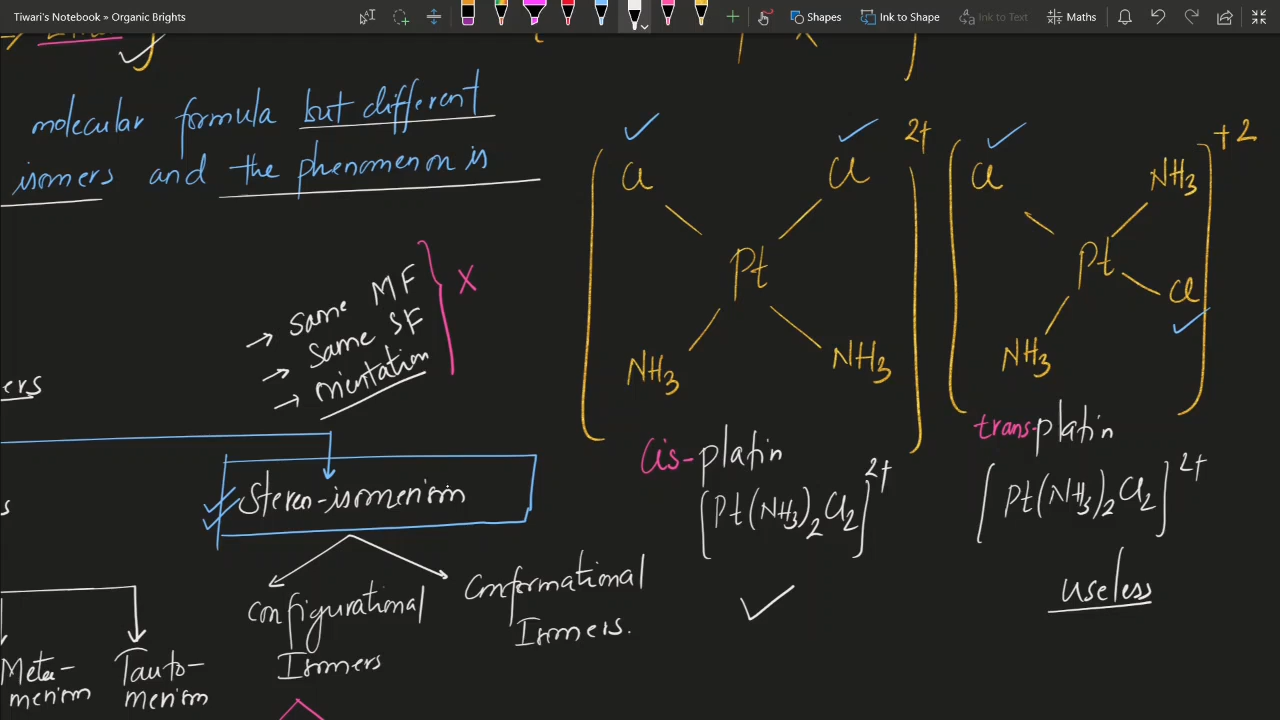 Tiwari's Notebook » Organic Brights
Shapes
Ink to Shape
Ink to Text
Maths
molecular formula but different
isomers and the phenomenon is
→ same MF
→ same SF
→ orientation
X
ers
Stereo-isomerism
Configurational
Isomers
Conformational
Isomers.
Meta-
merism
Tauto-
merism
Cl Cl 2+
Pt
NH3 NH3
cis-platin
[Pt(NH3)2Cl2]2+
Cl NH3 +2
Pt
Cl
NH3
trans-platin
[Pt(NH3)2Cl2]2+
useless